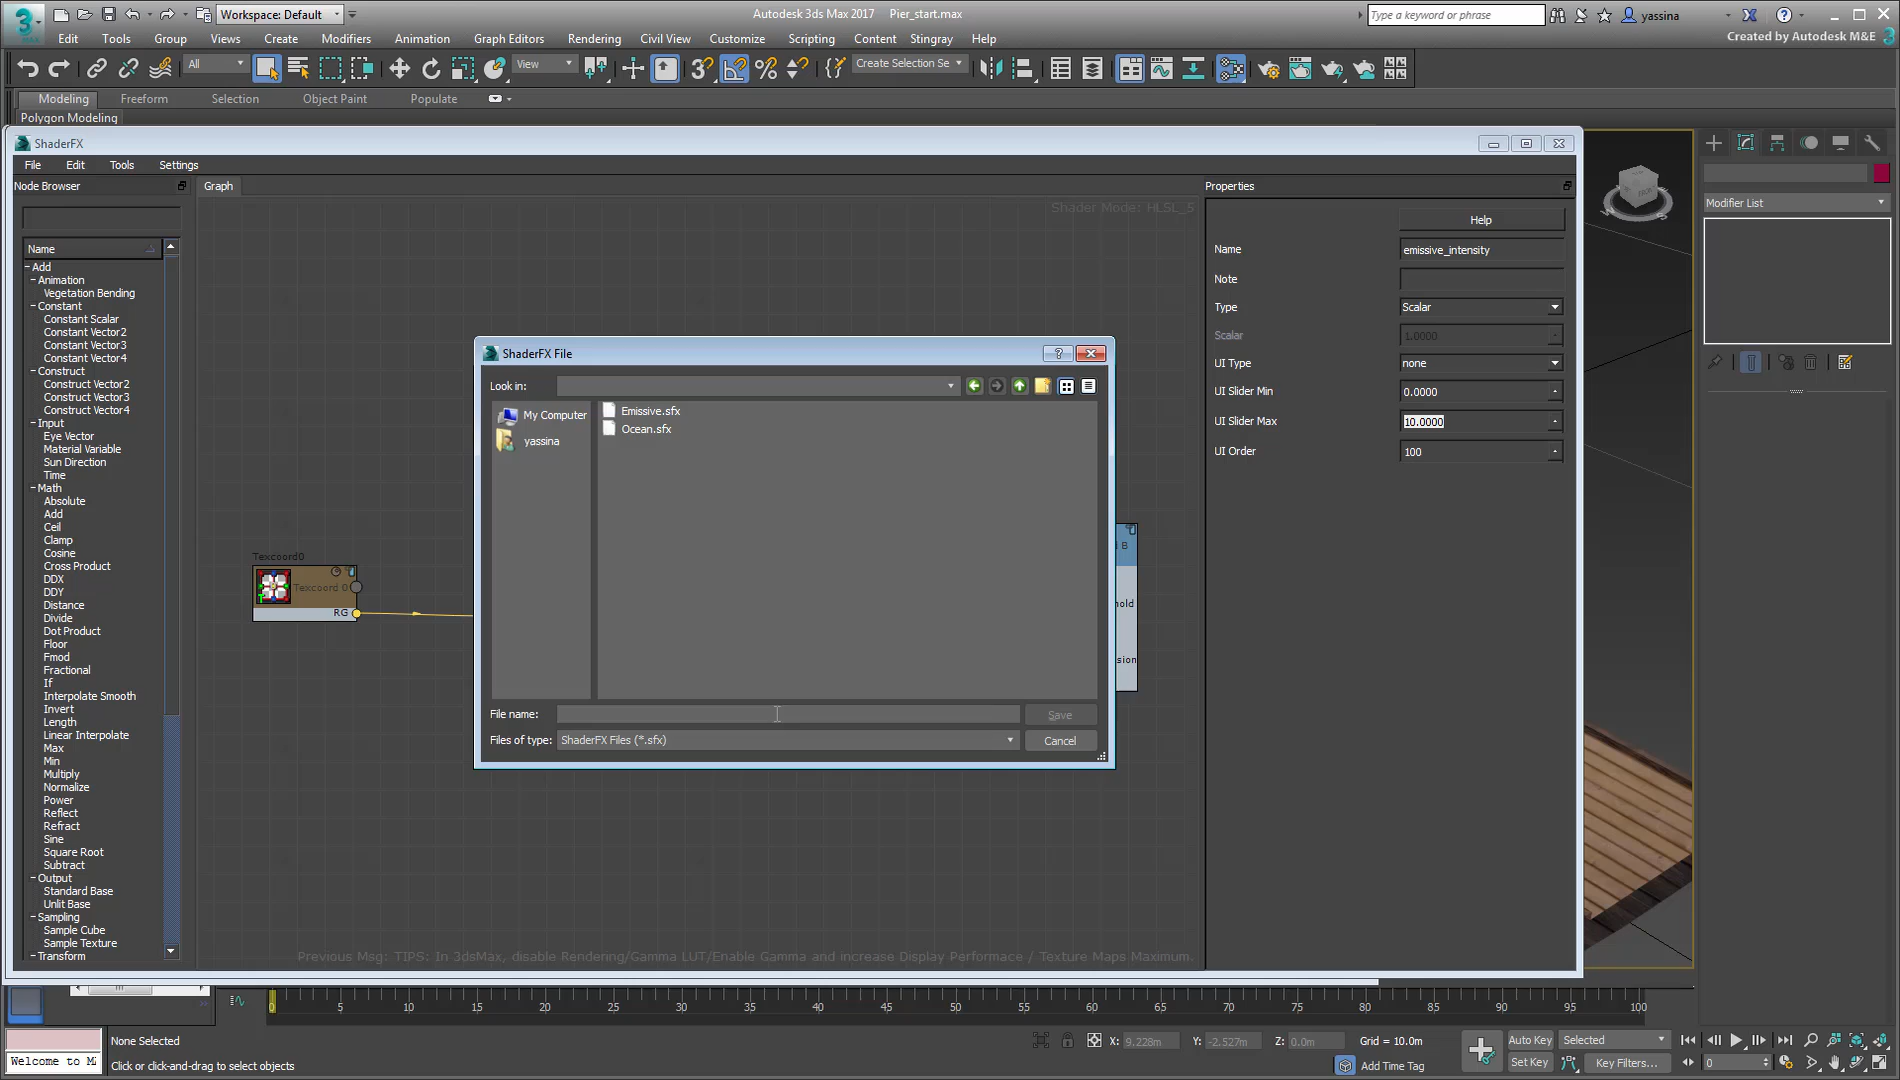 Workspace: Default
Autodesk 3ds Max 2017 Pier_start.max
Type a keyword or phrase
yassina
Edit Tools Group Views Create Modifiers Animation Graph Editors Rendering Civil View Customize Scripting Content Stingray Help
Created by Autodesk M&E
All
View
Create Selection Se
Modeling Freeform Selection Object Paint Populate
Polygon Modeling
ShaderFX
File Edit Tools Settings
Node Browser
Graph
Properties
Shader Mode: HLSL_5
Name
Add
Animation
Vegetation Bending
Constant
Constant Scalar
Constant Vector2
Constant Vector3
Constant Vector4
Construct
Construct Vector2
Construct Vector3
Construct Vector4
Input
Eye Vector
Material Variable
Sun Direction
Time
Math
Absolute
Add
Ceil
Clamp
Cosine
Cross Product
DDX
DDY
Distance
Divide
Dot Product
Floor
Fmod
Fractional
If
Interpolate Smooth
Invert
Length
Linear Interpolate
Max
Min
Multiply
Normalize
Power
Reflect
Refract
Sine
Square Root
Subtract
Output
Standard Base
Unlit Base
Sampling
Sample Cube
Sample Texture
Transform
Texcoord0
Texcoord 0
RG
ShaderFX File
Look in:
My Computer
yassina
Emissive.sfx
Ocean.sfx
File name:
Save
Files of type: ShaderFX Files (*.sfx)
Cancel
B
hold
sion
Help
Name emissive_intensity
Note
Type Scalar
Scalar 1.0000
UI Type none
UI Slider Min 0.0000
UI Slider Max 10.0000
UI Order 100
Modifier List
Previous Msg: TIPS: In 3dsMax, disable Rendering/Gamma LUT/Enable Gamma and increase Display Performace / Texture Maps Maximum.
0 5 10 15 20 25 30 35 40 45 50 55 60 65 70 75 80 85 90 95 100
None Selected
X: 9.228m Y: -2.527m Z: 0.0m Grid = 10.0m
Auto Key Selected
Welcome to M
Click or click-and-drag to select objects
Add Time Tag
Set Key Key Filters...
0